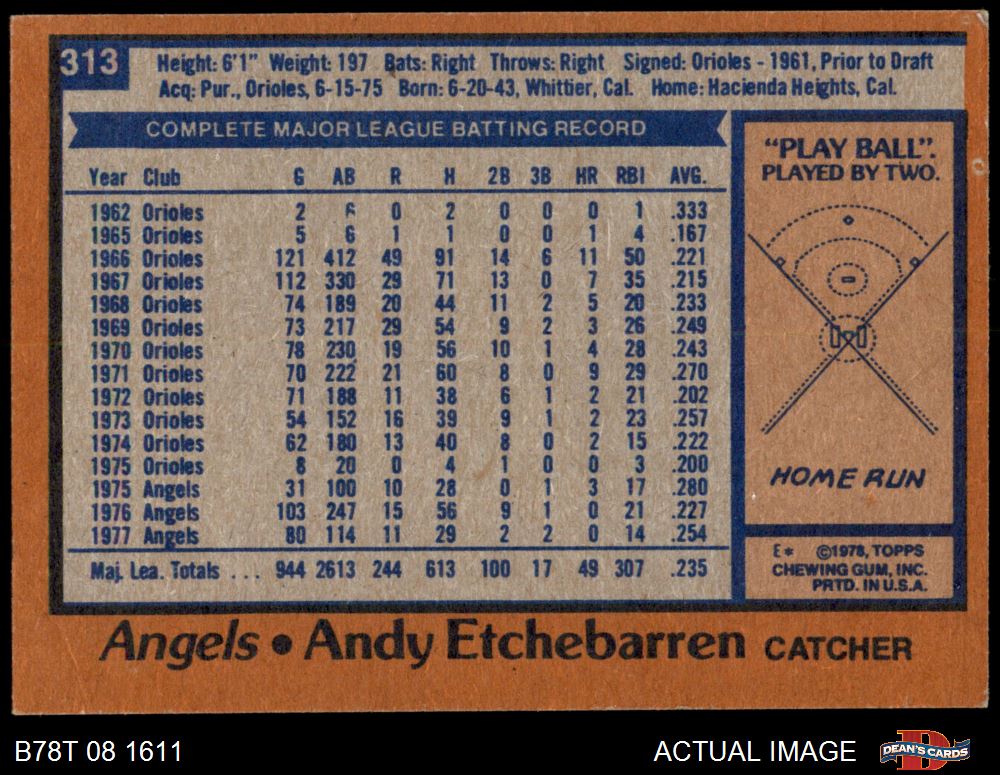 313
Height: 6'1" Weight: 197 Bats: Right Throws: Right Signed: Orioles - 1961, Prior to Draft
Acq: Pur., Orioles, 6-15-75 Born: 6-20-43, Whittier, Cal. Home: Hacienda Heights, Cal.
COMPLETE MAJOR LEAGUE BATTING RECORD
Year Club G AB R H 2B 3B HR RBI AVG.
1962 Orioles 2 6 0 2 0 0 0 1 .333
1965 Orioles 5 6 1 1 0 0 1 4 .167
1966 Orioles 121 412 49 91 14 6 11 50 .221
1967 Orioles 112 330 29 71 13 0 7 35 .215
1968 Orioles 74 189 20 44 11 2 5 20 .233
1969 Orioles 73 217 29 54 9 2 3 26 .249
1970 Orioles 78 230 19 56 10 1 4 28 .243
1971 Orioles 70 222 21 60 8 0 9 29 .270
1972 Orioles 71 188 11 38 6 1 2 21 .202
1973 Orioles 54 152 16 39 9 1 2 23 .257
1974 Orioles 62 180 13 40 8 0 2 15 .222
1975 Orioles 8 20 0 4 1 0 0 3 .200
1975 Angels 31 100 10 28 0 1 3 17 .280
1976 Angels 103 247 15 56 9 1 0 21 .227
1977 Angels 80 114 11 29 2 2 0 14 .254
Maj. Lea. Totals ... 944 2613 244 613 100 17 49 307 .235
"PLAY BALL".
PLAYED BY TWO.
HOME RUN
E* ©1978, TOPPS
CHEWING GUM, INC.
PRTD. IN U.S.A.
Angels • Andy Etchebarren CATCHER
B78T 08 1611
ACTUAL IMAGE
D
DEAN'S CARDS